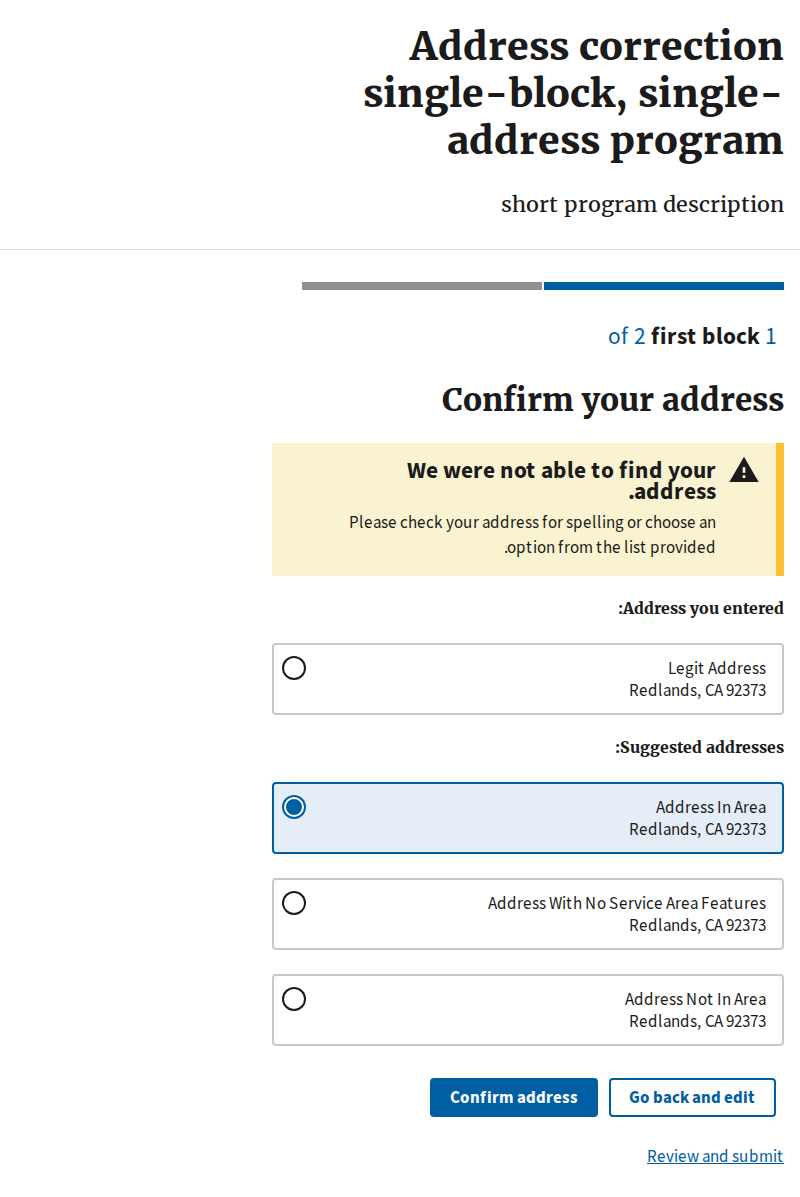 Address correction
single-block, single-
address program
short program description
1 first block of 2
Confirm your address
We were not able to find your
address.
Please check your address for spelling or choose an
option from the list provided.
Address you entered:
Legit Address
Redlands, CA 92373
Suggested addresses:
Address In Area
Redlands, CA 92373
Address With No Service Area Features
Redlands, CA 92373
Address Not In Area
Redlands, CA 92373
Go back and edit
Confirm address
Review and submit